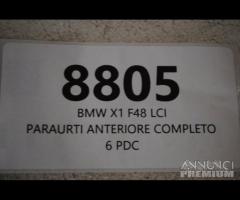 8805
BMW X1 F48 LCI
PARAURTI ANTERIORE COMPLETO
6 PDC
ANNUNCI
PREMIUM